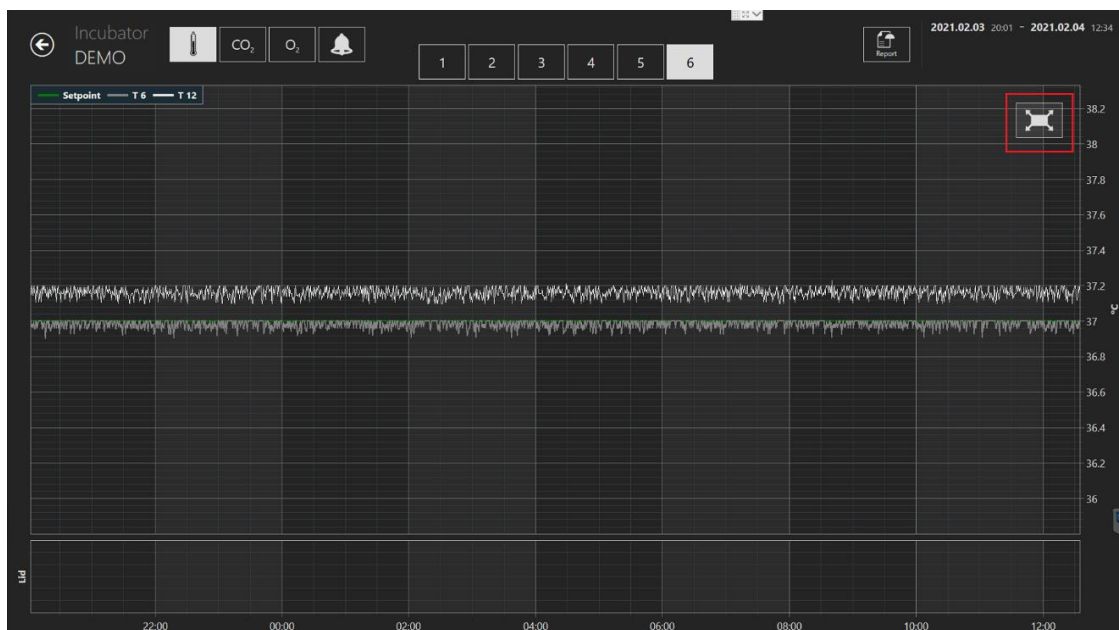 Incubator
DEMO
CO₂
O₂
1 2 3 4 5 6
Report
2021.02.03 20:01 - 2021.02.04 12:34
Setpoint T 6 T 12
38.2
38
37.8
37.6
37.4
37.2
37
36.8
36.6
36.4
36.2
36
°C
Lid
22:00 00:00 02:00 04:00 06:00 08:00 10:00 12:00